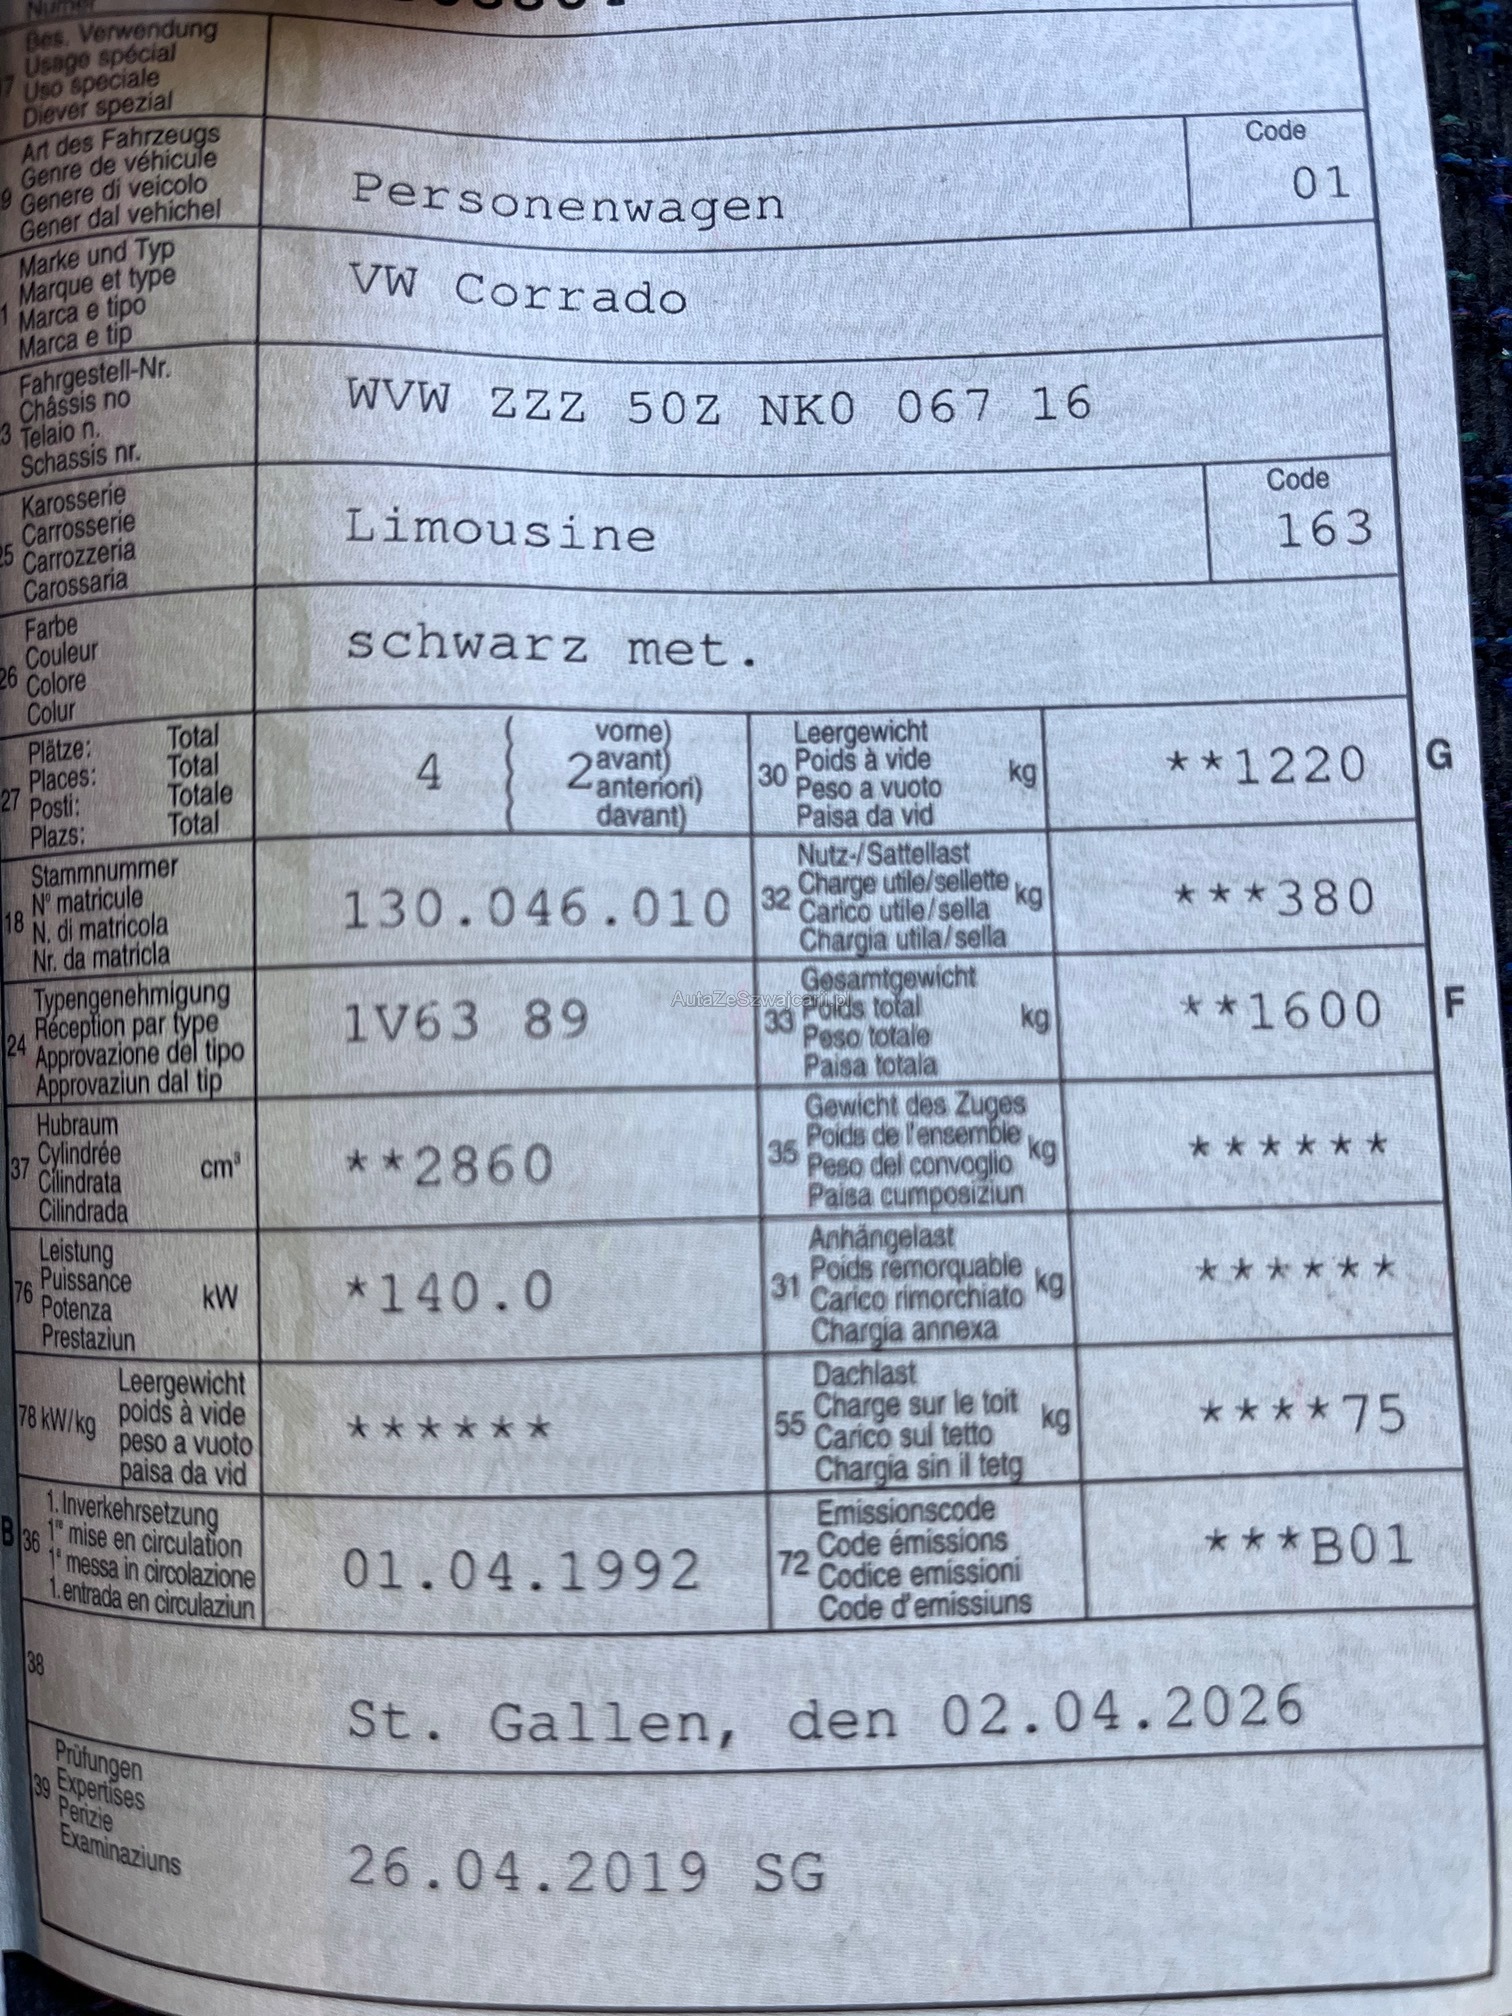 Numer
Bes. Verwendung
Usage spécial
Uso speciale
Diever spezial
Art des Fahrzeugs
Genre de véhicule
Genere di veicolo
Gener dal vehichel
Personenwagen
Code
01
Marke und Typ
Marque et type
Marca e tipo
Marca e tip
VW Corrado
Fahrgestell-Nr.
Châssis no
Telaio n.
Schassis nr.
WVW ZZZ 50Z NK0 067 16
25 Karosserie
Carrosserie
Carrozzeria
Carossaria
Limousine
Code
163
26 Farbe
Couleur
Colore
Colur
schwarz met.
27 Plätze: Total
Places: Total
Posti: Totale
Plazs: Total
4 { 2 vorne)
avant)
anteriori)
davant)
30 Leergewicht
Poids à vide
Peso a vuoto
Paisa da vid
kg **1220 G
18 Stammnummer
N° matricule
N. di matricola
Nr. da matricla
130.046.010
32 Nutz-/Sattellast
Charge utile/sellette
Carico utile/sella
Chargia utila/sella
kg ***380
24 Typengenehmigung
Réception par type
Approvazione del tipo
Approvaziun dal tip
1V63 89
33 Gesamtgewicht
Poids total
Peso totale
Paisa totala
kg **1600 F
AutaZeSzwajcarii.pl
37 Hubraum
Cylindrée
Cilindrata
Cilindrada
cm³ **2860
35 Gewicht des Zuges
Poids de l'ensemble
Peso del convoglio
Paisa cumposiziun
kg ******
76 Leistung
Puissance
Potenza
Prestaziun
kW *140.0
31 Anhängelast
Poids remorquable
Carico rimorchiato
Chargia annexa
kg ******
78 kW/kg Leergewicht
poids à vide
peso a vuoto
paisa da vid
******
55 Dachlast
Charge sur le toit
Carico sul tetto
Chargia sin il tetg
kg ****75
B 36 1. Inverkehrsetzung
1re mise en circulation
1a messa in circolazione
1. entrada en circulaziun
01.04.1992
72 Emissionscode
Code émissions
Codice emissioni
Code d'emissiuns
***B01
38
St. Gallen, den 02.04.2026
39 Prüfungen
Expertises
Perizie
Examinaziuns
26.04.2019 SG